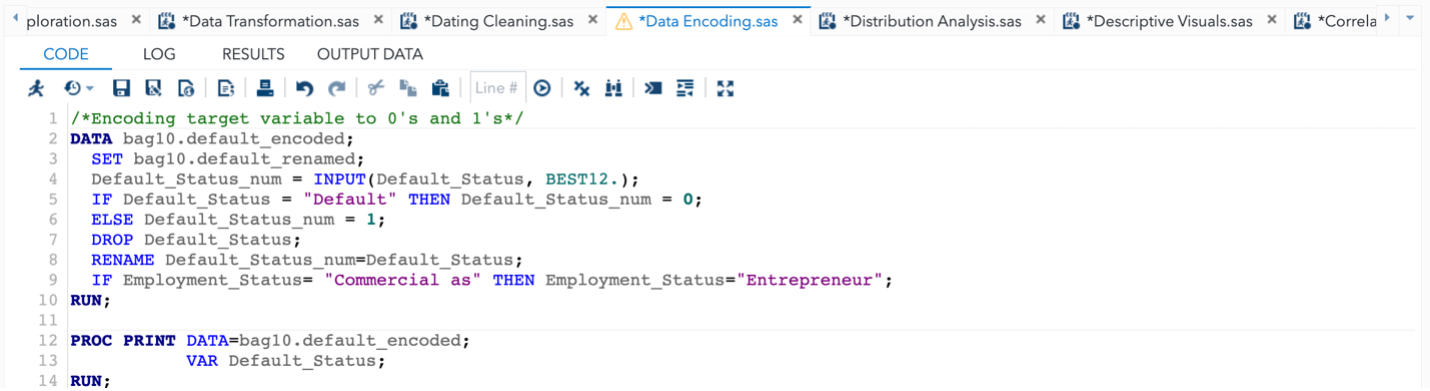 ploration.sas × *Data Transformation.sas × *Dating Cleaning.sas × *Data Encoding.sas × *Distribution Analysis.sas × *Descriptive Visuals.sas × *Correla
CODE LOG RESULTS OUTPUT DATA
Line #
1 /*Encoding target variable to 0's and 1's*/
2 DATA bag10.default_encoded;
3 SET bag10.default_renamed;
4 Default_Status_num = INPUT(Default_Status, BEST12.);
5 IF Default_Status = "Default" THEN Default_Status_num = 0;
6 ELSE Default_Status_num = 1;
7 DROP Default_Status;
8 RENAME Default_Status_num=Default_Status;
9 IF Employment_Status= "Commercial as" THEN Employment_Status="Entrepreneur";
10 RUN;
11
12 PROC PRINT DATA=bag10.default_encoded;
13 VAR Default_Status;
14 RUN;